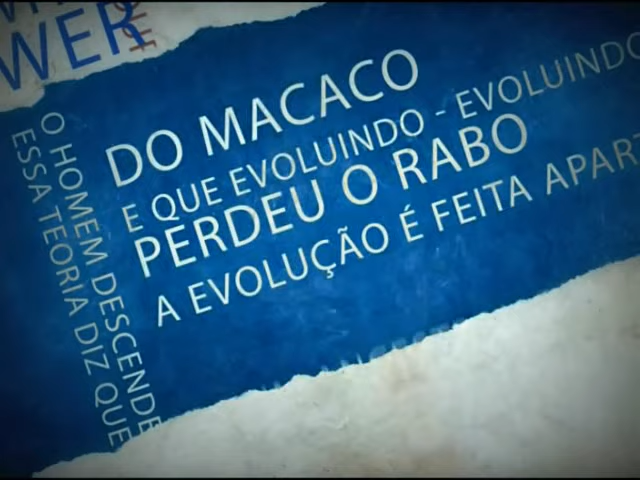 WER
ESSA TEORIA DIZ QUE
O HOMEM DESCENDE
DO MACACO
E QUE EVOLUINDO - EVOLUINDO
PERDEU O RABO
A EVOLUÇÃO É FEITA APART